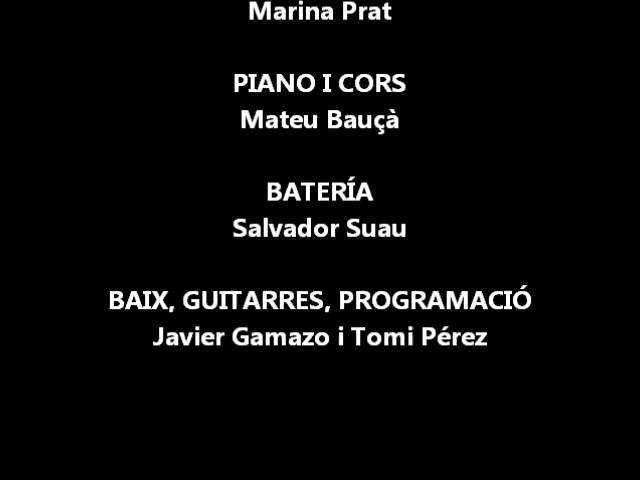 Marina Prat
PIANO I CORS
Mateu Bauçà
BATERÍA
Salvador Suau
BAIX, GUITARRES, PROGRAMACIÓ
Javier Gamazo i Tomi Pérez